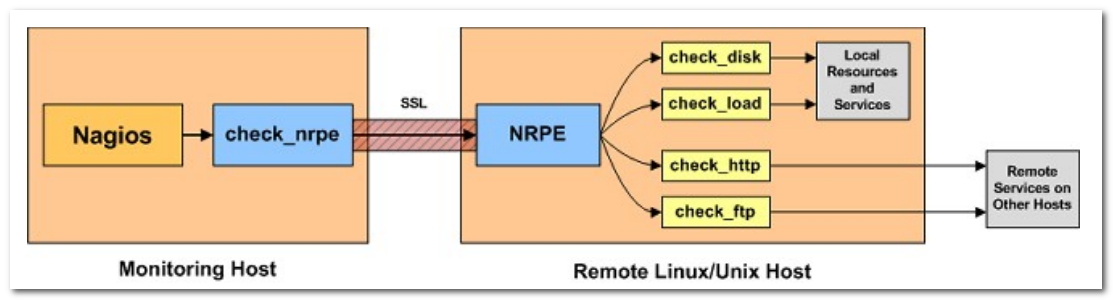 Nagios
check_nrpe
SSL
NRPE
check_disk
check_load
check_http
check_ftp
Local
Resources
and
Services
Remote
Services on
Other Hosts
Monitoring Host
Remote Linux/Unix Host